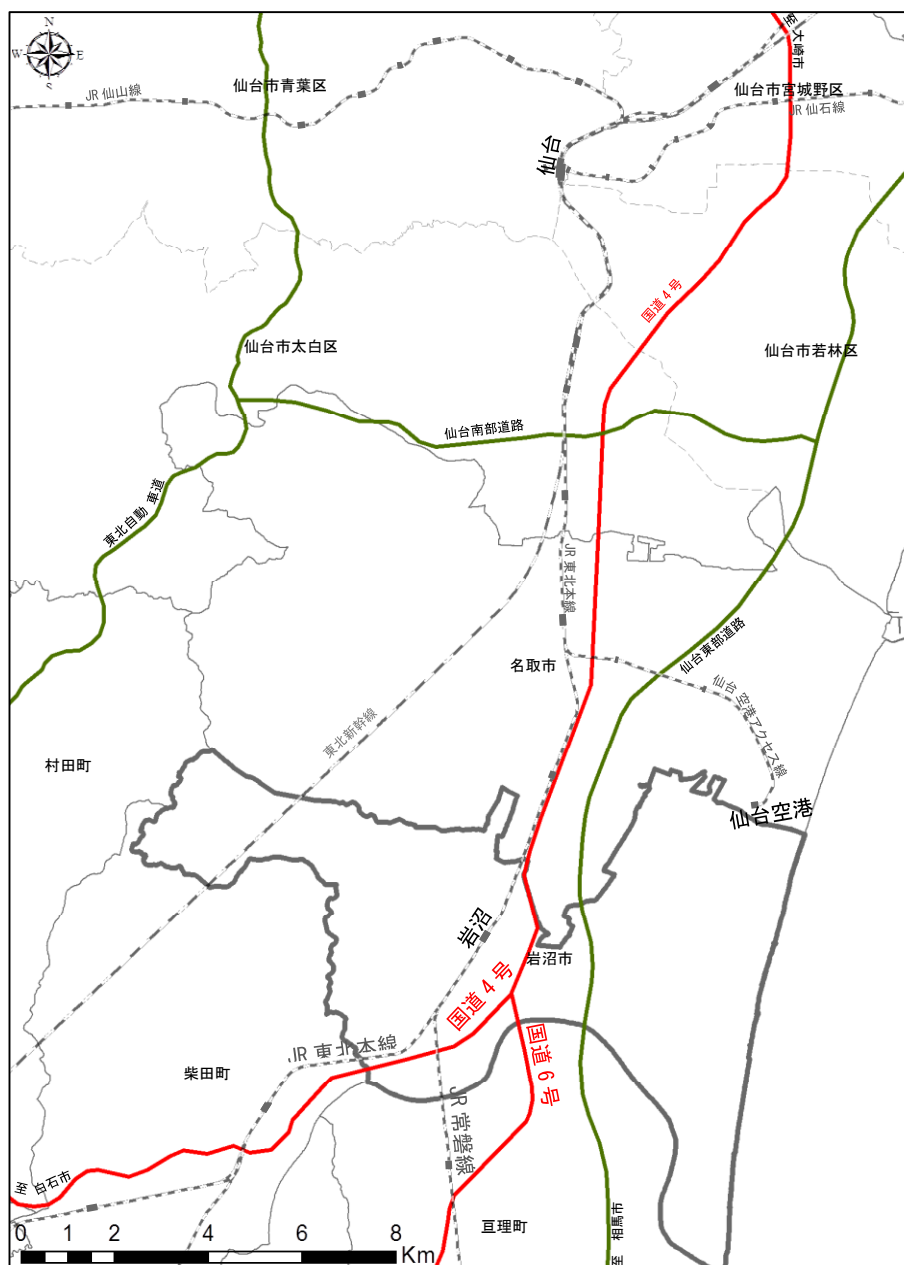 N
W
E
S
至 大崎市
仙台市青葉区
JR 仙山線
仙台市宮城野区
JR 仙石線
仙台
国道4号
仙台市太白区
仙台市若林区
仙台南部道路
東北自動 車道
JR 東北本線
仙台東部道路
名取市
仙台 空港アクセス線
東北新幹線
村田町
仙台空港
岩沼
岩沼市
国道4号
国道6号
JR 東北本線
柴田町
JR 常磐線
至 白石市
亘理町
至 相馬市
0 1 2 4 6 8
Km